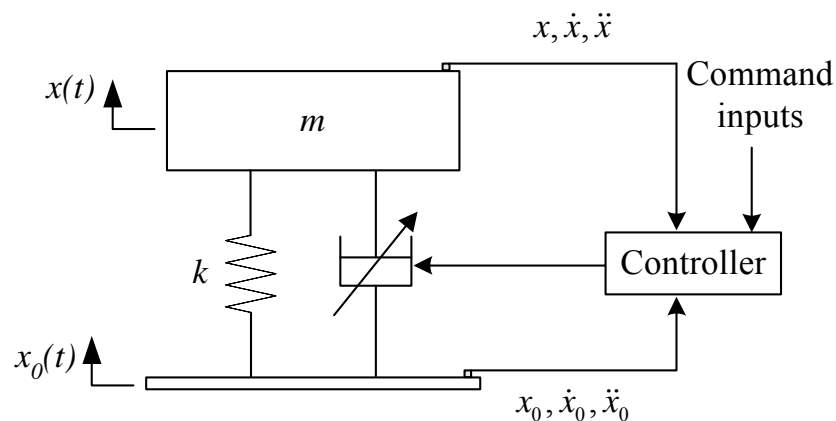 x, ẋ, ẍ
x(t)
Command
inputs
m
k
Controller
x₀(t)
x₀, ẋ₀, ẍ₀